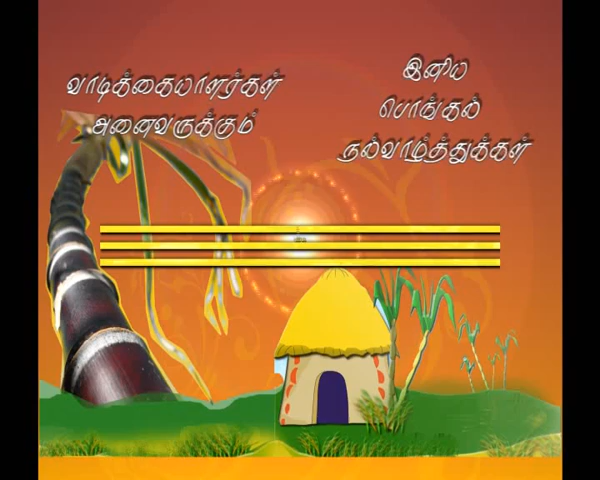 வாடிக்கையாளர்கள்
அனைவருக்கும்
இனிய
பொங்கல்
நல்வாழ்த்துக்கள்